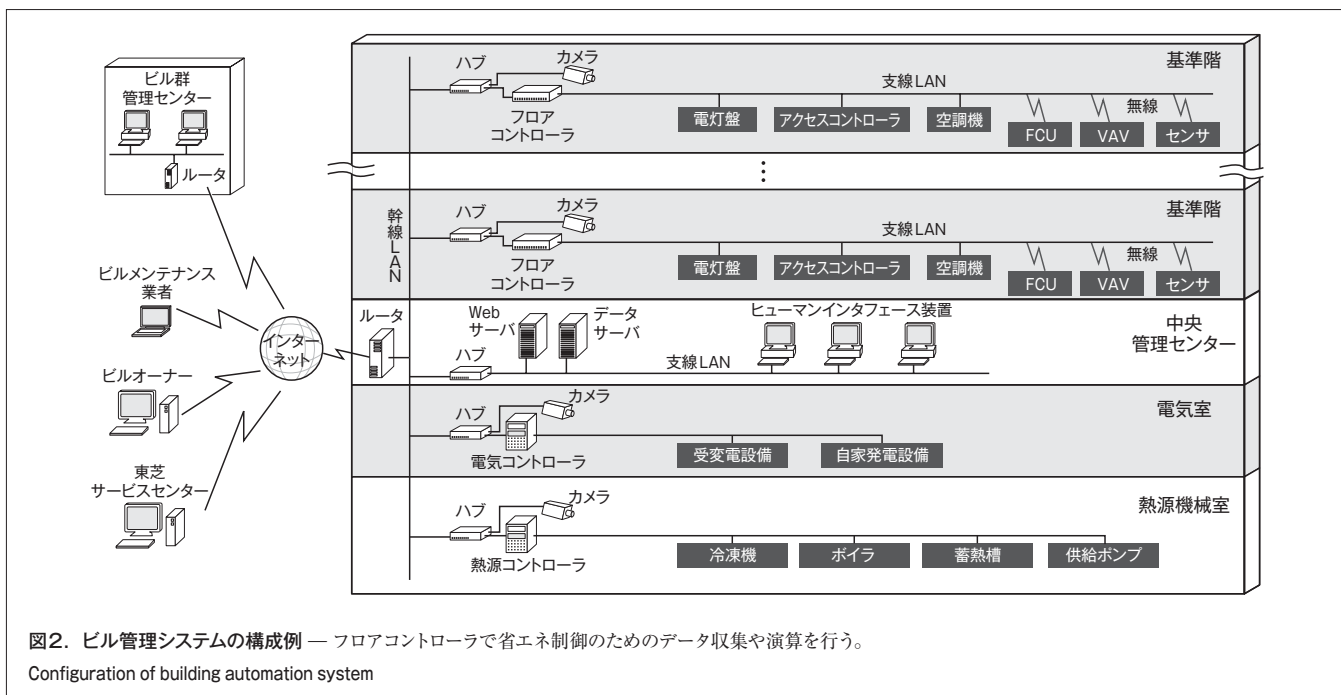 ビル群
管理センター
ルータ
ビルメンテナンス
業者
ビルオーナー
東芝
サービスセンター
インター
ネット
ルータ
幹線LAN
ハブ
カメラ
フロア
コントローラ
支線LAN
基準階
電灯盤
アクセスコントローラ
空調機
無線
FCU
VAV
センサ
ハブ
カメラ
フロア
コントローラ
支線LAN
基準階
電灯盤
アクセスコントローラ
空調機
無線
FCU
VAV
センサ
Web
サーバ
データ
サーバ
ハブ
支線LAN
ヒューマンインタフェース装置
中央
管理センター
ハブ
カメラ
電気コントローラ
受変電設備
自家発電設備
電気室
ハブ
カメラ
熱源コントローラ
冷凍機
ボイラ
蓄熱槽
供給ポンプ
熱源機械室
図2. ビル管理システムの構成例 — フロアコントローラで省エネ制御のためのデータ収集や演算を行う。
Configuration of building automation system